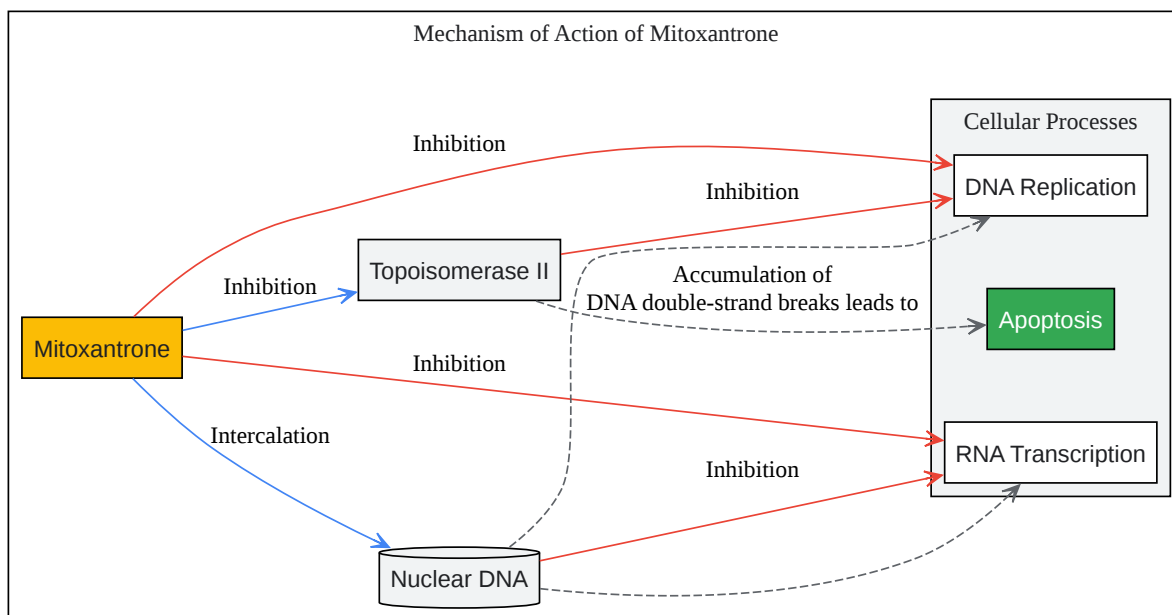 Mechanism of Action of Mitoxantrone
Cellular Processes
Inhibition
DNA Replication
Inhibition
Topoisomerase II
Accumulation of
DNA double-strand breaks leads to
Inhibition
Apoptosis
Mitoxantrone
Inhibition
Intercalation
RNA Transcription
Inhibition
Nuclear DNA